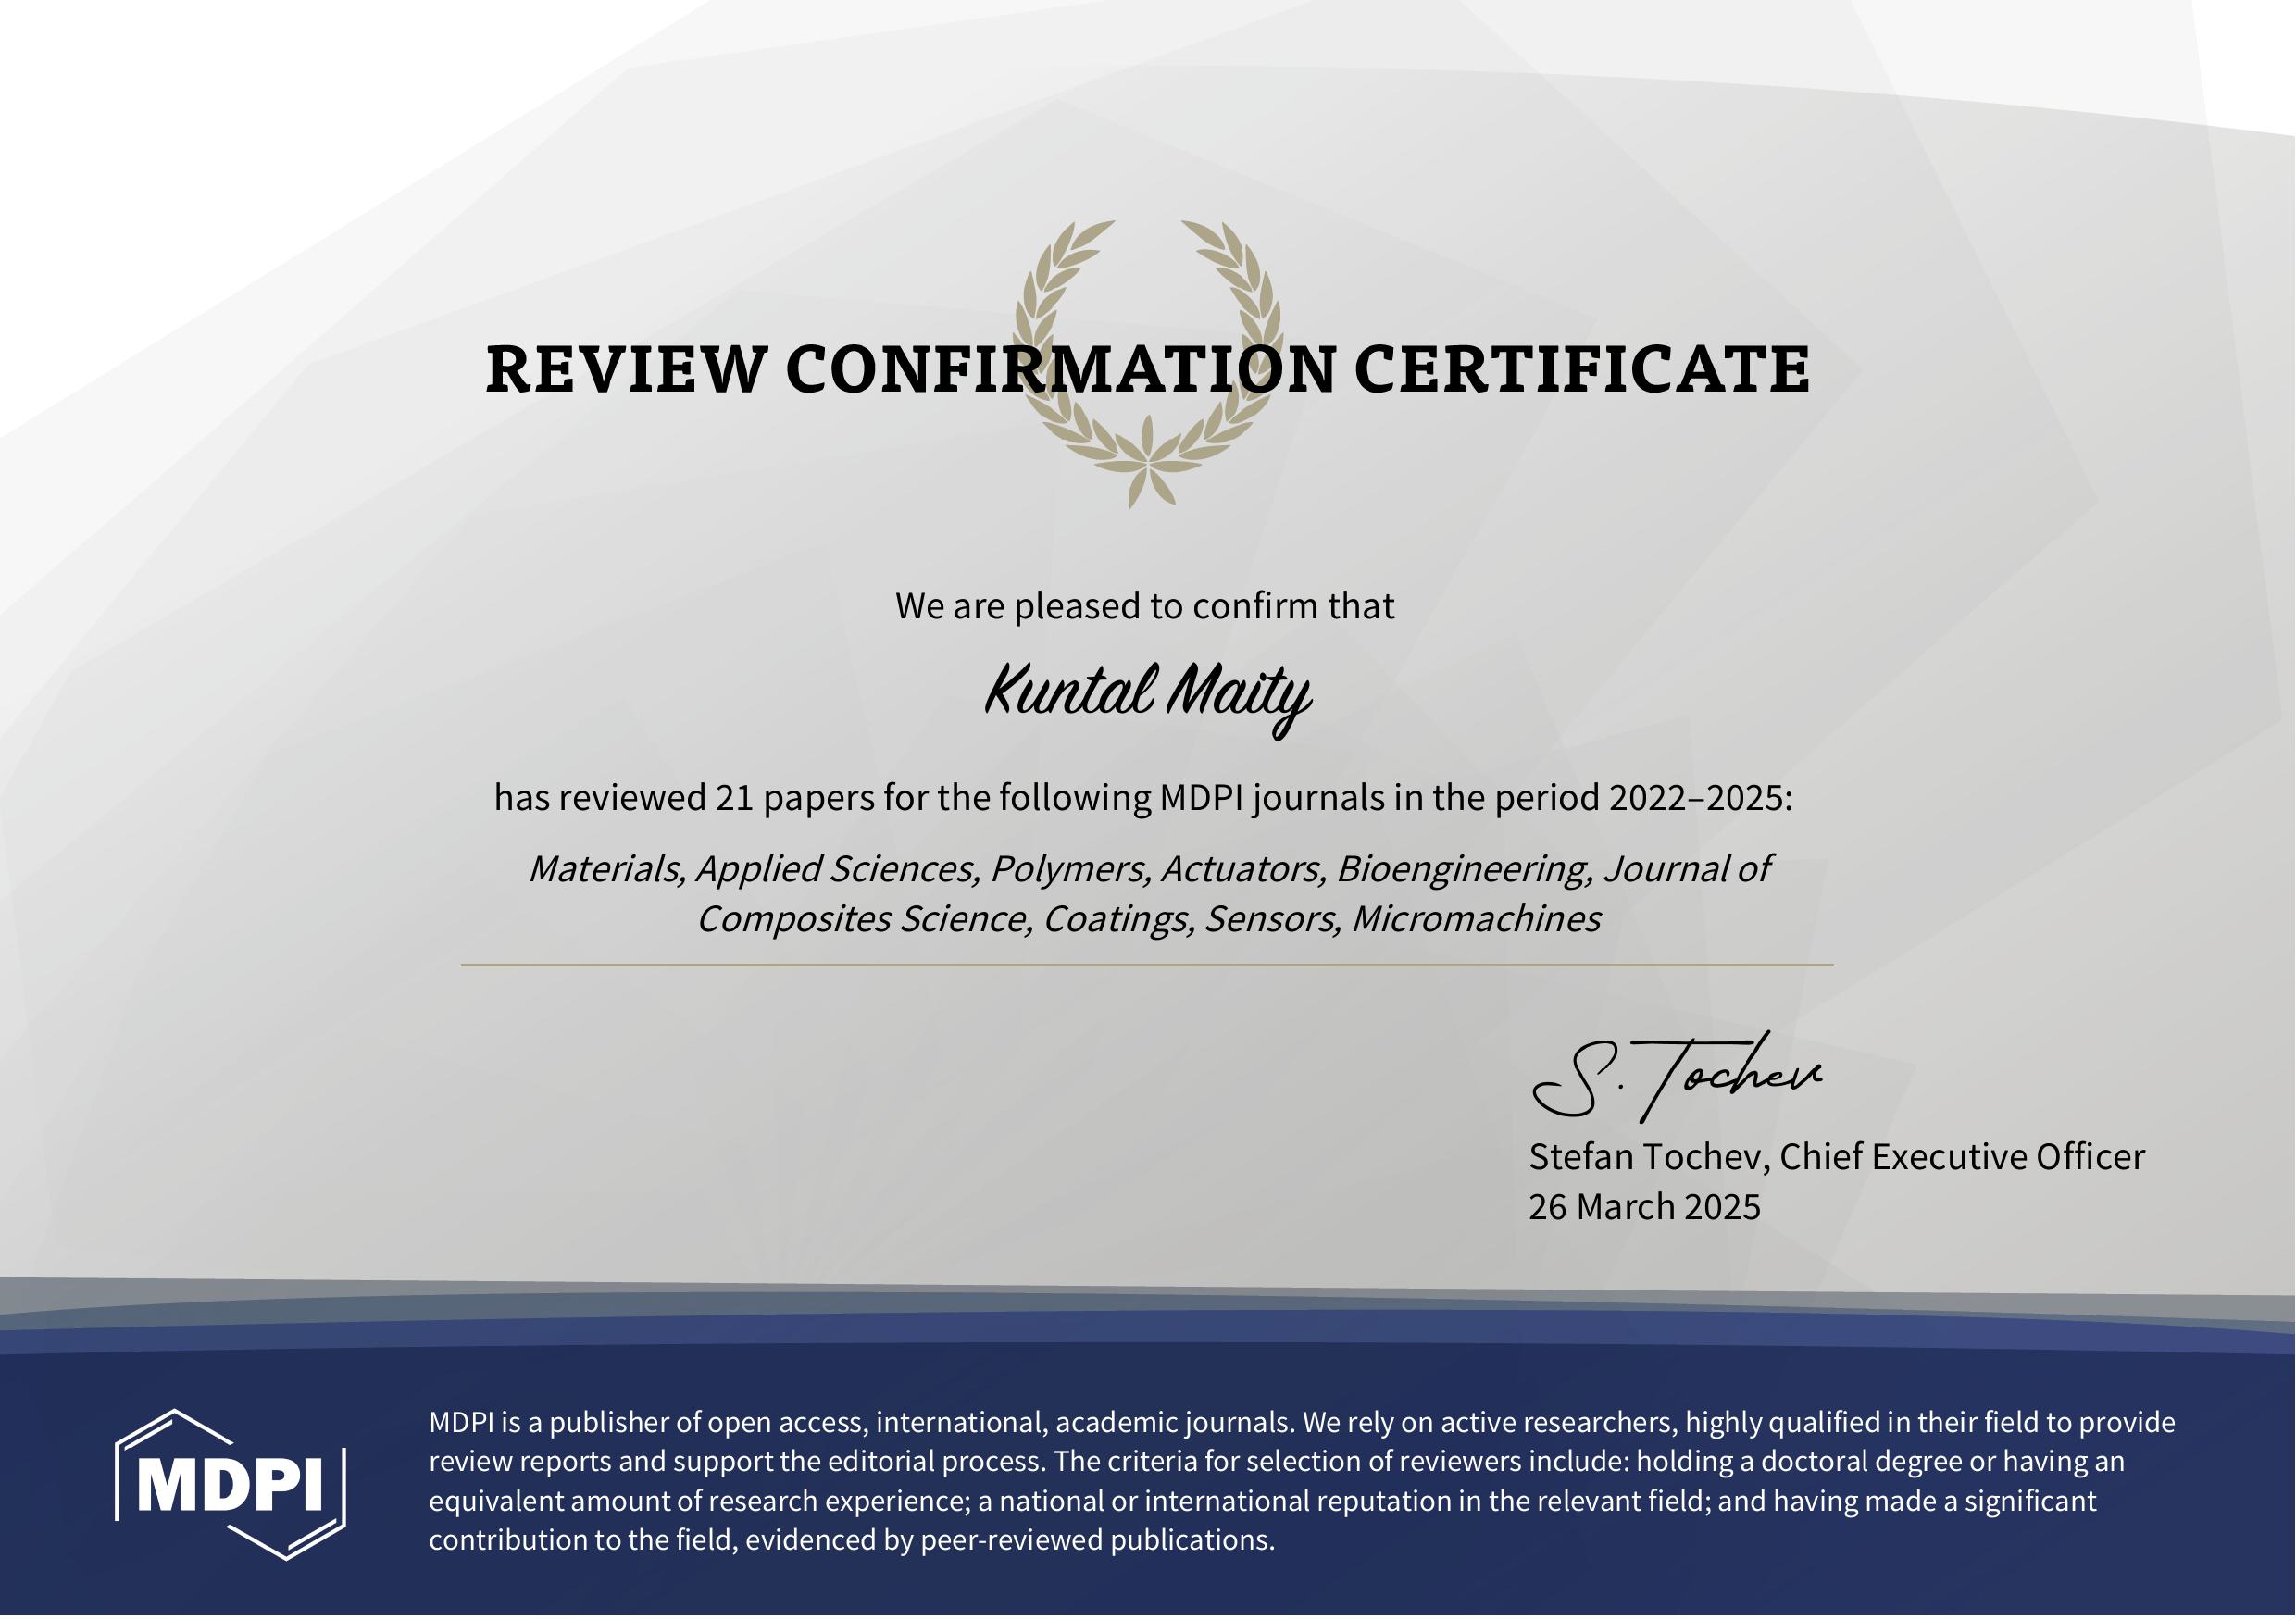 REVIEW CONFIRMATION CERTIFICATE
We are pleased to confirm that
Kuntal Maity
has reviewed 21 papers for the following MDPI journals in the period 2022–2025:
Materials, Applied Sciences, Polymers, Actuators, Bioengineering, Journal of
Composites Science, Coatings, Sensors, Micromachines
S. Tochev
Stefan Tochev, Chief Executive Officer
26 March 2025
MDPI
MDPI is a publisher of open access, international, academic journals. We rely on active researchers, highly qualified in their field to provide
review reports and support the editorial process. The criteria for selection of reviewers include: holding a doctoral degree or having an
equivalent amount of research experience; a national or international reputation in the relevant field; and having made a significant
contribution to the field, evidenced by peer-reviewed publications.